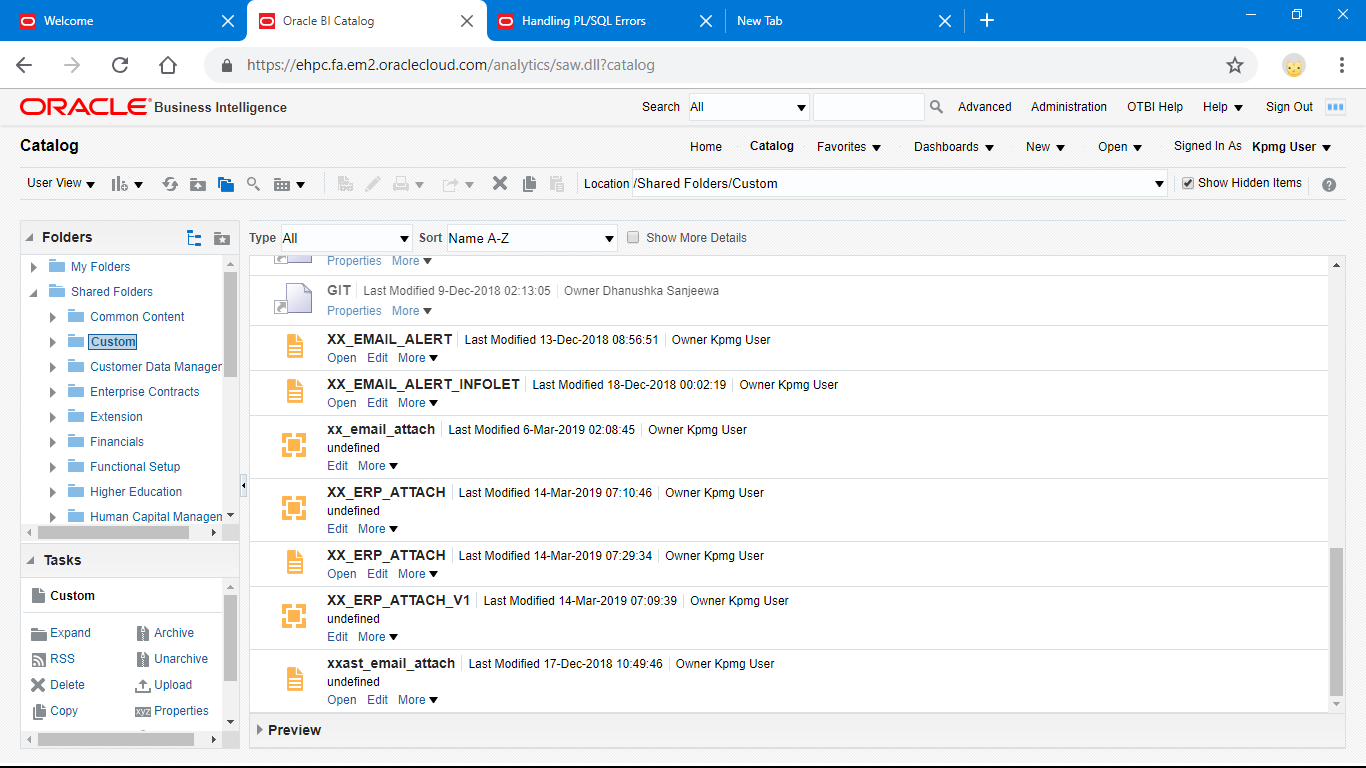 Welcome
Oracle BI Catalog
Handling PL/SQL Errors
New Tab
https://ehpc.fa.em2.oraclecloud.com/analytics/saw.dll?catalog
ORACLE Business Intelligence
Search All Advanced Administration OTBI Help Help Sign Out
Catalog Home Catalog Favorites Dashboards New Open Signed In As Kpmg User
User View Location /Shared Folders/Custom Show Hidden Items
Folders
My Folders
Shared Folders
Common Content
Custom
Customer Data Manager
Enterprise Contracts
Extension
Financials
Functional Setup
Higher Education
Human Capital Managen
Tasks
Custom
Expand Archive
RSS Unarchive
Delete Upload
Copy xyz Properties
Type All Sort Name A-Z Show More Details
Properties More
GIT Last Modified 9-Dec-2018 02:13:05 Owner Dhanushka Sanjeewa
Properties More
XX_EMAIL_ALERT Last Modified 13-Dec-2018 08:56:51 Owner Kpmg User
Open Edit More
XX_EMAIL_ALERT_INFOLET Last Modified 18-Dec-2018 00:02:19 Owner Kpmg User
Open Edit More
xx_email_attach Last Modified 6-Mar-2019 02:08:45 Owner Kpmg User
undefined
Edit More
XX_ERP_ATTACH Last Modified 14-Mar-2019 07:10:46 Owner Kpmg User
undefined
Edit More
XX_ERP_ATTACH Last Modified 14-Mar-2019 07:29:34 Owner Kpmg User
Open Edit More
XX_ERP_ATTACH_V1 Last Modified 14-Mar-2019 07:09:39 Owner Kpmg User
undefined
Edit More
xxast_email_attach Last Modified 17-Dec-2018 10:49:46 Owner Kpmg User
undefined
Open Edit More
Preview